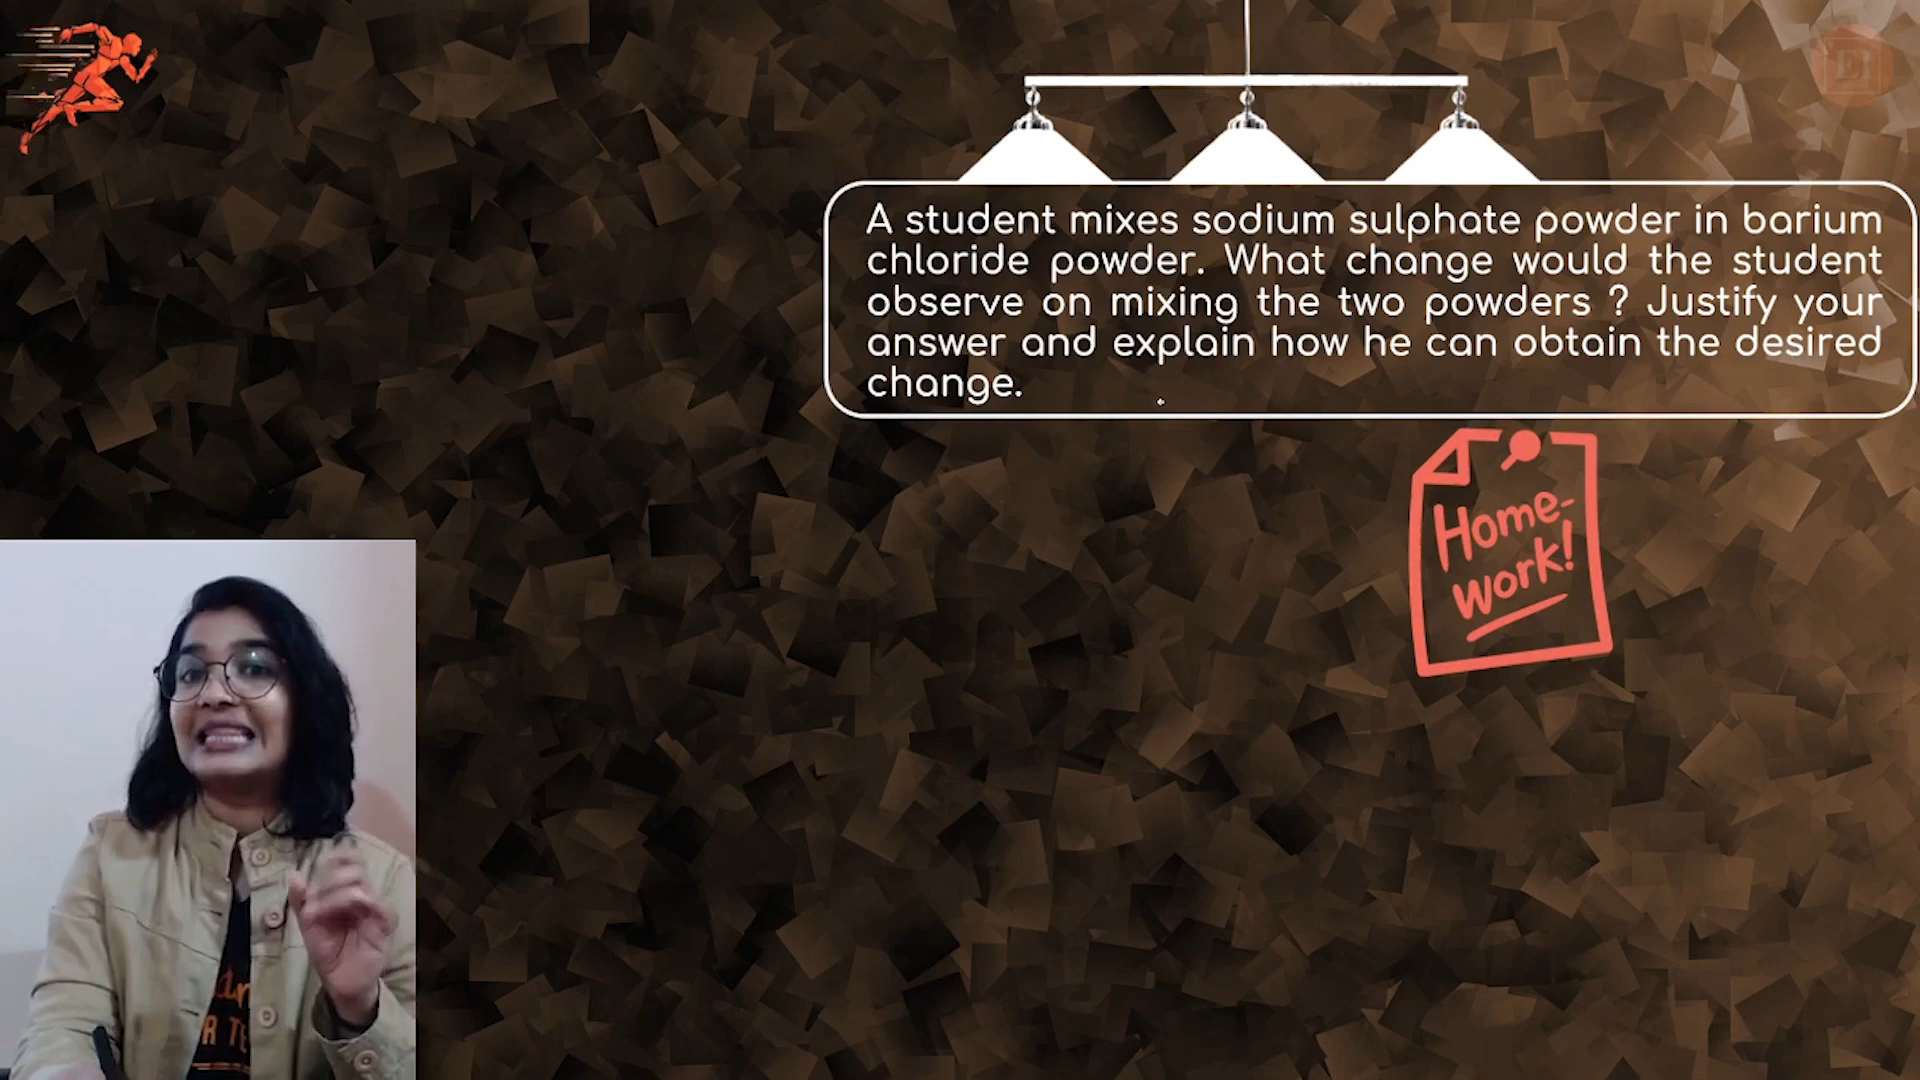 A student mixes sodium sulphate powder in barium
chloride powder. What change would the student
observe on mixing the two powders ? Justify your
answer and explain how he can obtain the desired
change.
Home-
work!